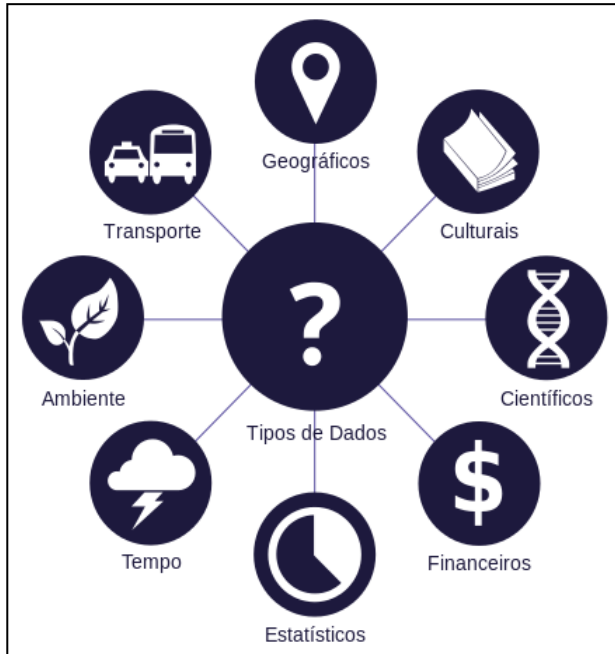 Geográficos
Transporte
Culturais
?
Ambiente
Científicos
Tipos de Dados
$
Tempo
Financeiros
Estatísticos